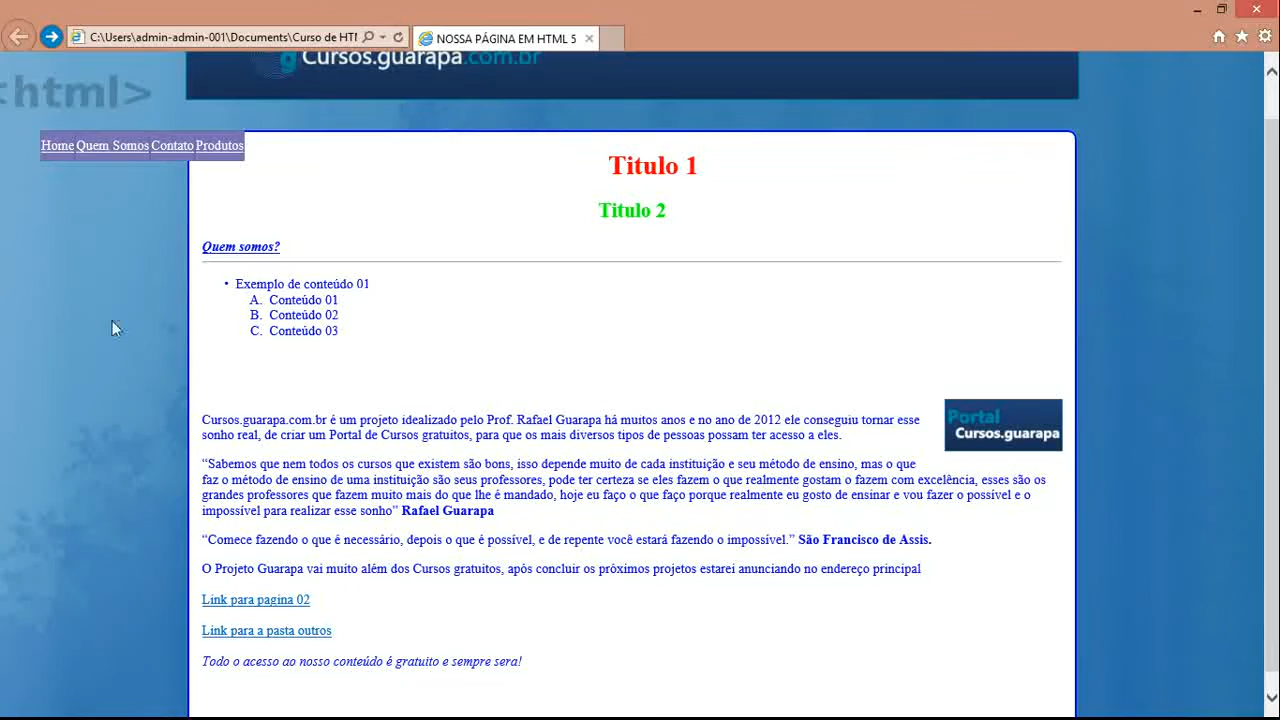 C:\Users\admin-admin-001\Documents\Curso de HTM
NOSSA PÁGINA EM HTML 5
Cursos.guarapa.com.br
<html>
Home Quem Somos Contato Produtos
Titulo 1
Titulo 2
Quem somos?
• Exemplo de conteúdo 01
A. Conteúdo 01
B. Conteúdo 02
C. Conteúdo 03
Portal
Cursos.guarapa
Cursos.guarapa.com.br é um projeto idealizado pelo Prof. Rafael Guarapa há muitos anos e no ano de 2012 ele conseguiu tornar esse
sonho real, de criar um Portal de Cursos gratuitos, para que os mais diversos tipos de pessoas possam ter acesso a eles.
“Sabemos que nem todos os cursos que existem são bons, isso depende muito de cada instituição e seu método de ensino, mas o que
faz o método de ensino de uma instituição são seus professores, pode ter certeza se eles fazem o que realmente gostam o fazem com excelência, esses são os
grandes professores que fazem muito mais do que lhe é mandado, hoje eu faço o que faço porque realmente eu gosto de ensinar e vou fazer o possível e o
impossível para realizar esse sonho” Rafael Guarapa
“Comece fazendo o que é necessário, depois o que é possível, e de repente você estará fazendo o impossível.” São Francisco de Assis.
O Projeto Guarapa vai muito além dos Cursos gratuitos, após concluir os próximos projetos estarei anunciando no endereço principal
Link para pagina 02
Link para a pasta outros
Todo o acesso ao nosso conteúdo é gratuito e sempre sera!